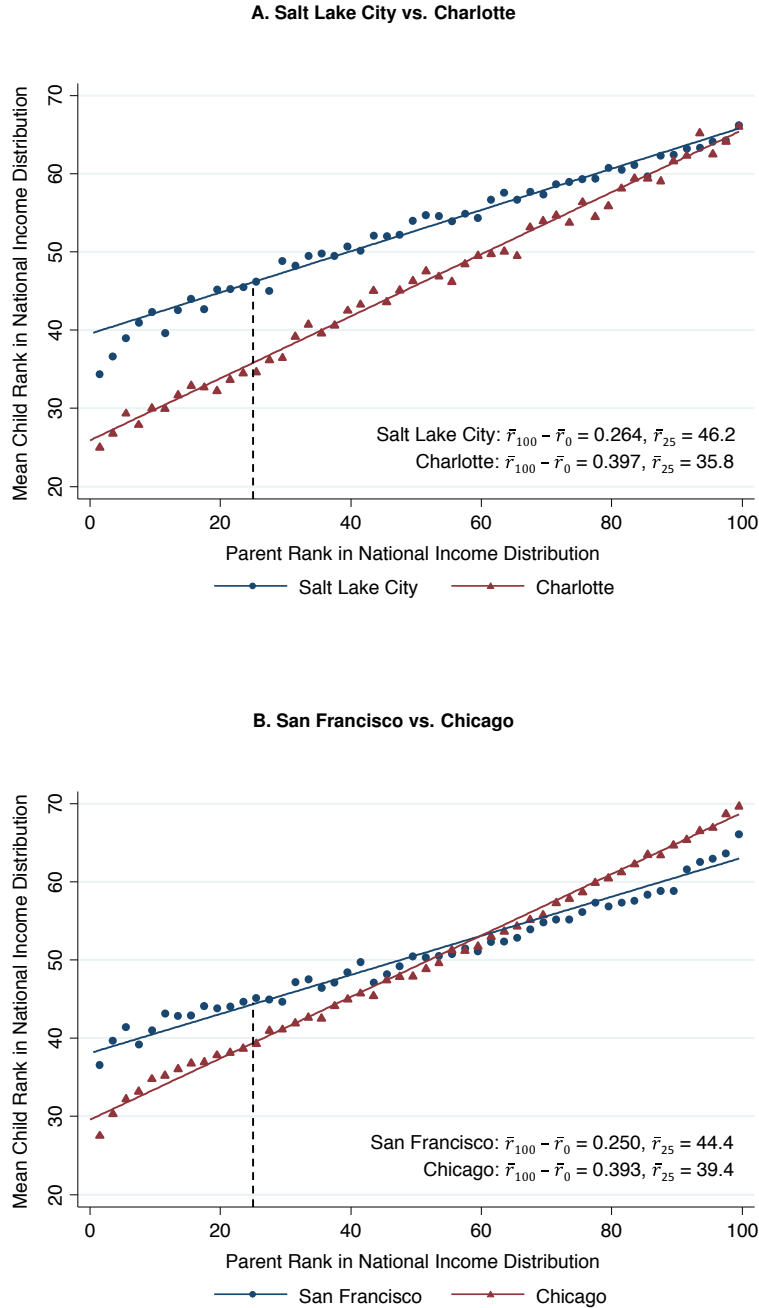 A. Salt Lake City vs. Charlotte
Mean Child Rank in National Income Distribution
70
60
50
40
30
20
Salt Lake City: r̄₁₀₀ – r̄₀ = 0.264, r̄₂₅ = 46.2
Charlotte: r̄₁₀₀ – r̄₀ = 0.397, r̄₂₅ = 35.8
0 20 40 60 80 100
Parent Rank in National Income Distribution
Salt Lake City Charlotte
B. San Francisco vs. Chicago
Mean Child Rank in National Income Distribution
70
60
50
40
30
20
San Francisco: r̄₁₀₀ – r̄₀ = 0.250, r̄₂₅ = 44.4
Chicago: r̄₁₀₀ – r̄₀ = 0.393, r̄₂₅ = 39.4
0 20 40 60 80 100
Parent Rank in National Income Distribution
San Francisco Chicago